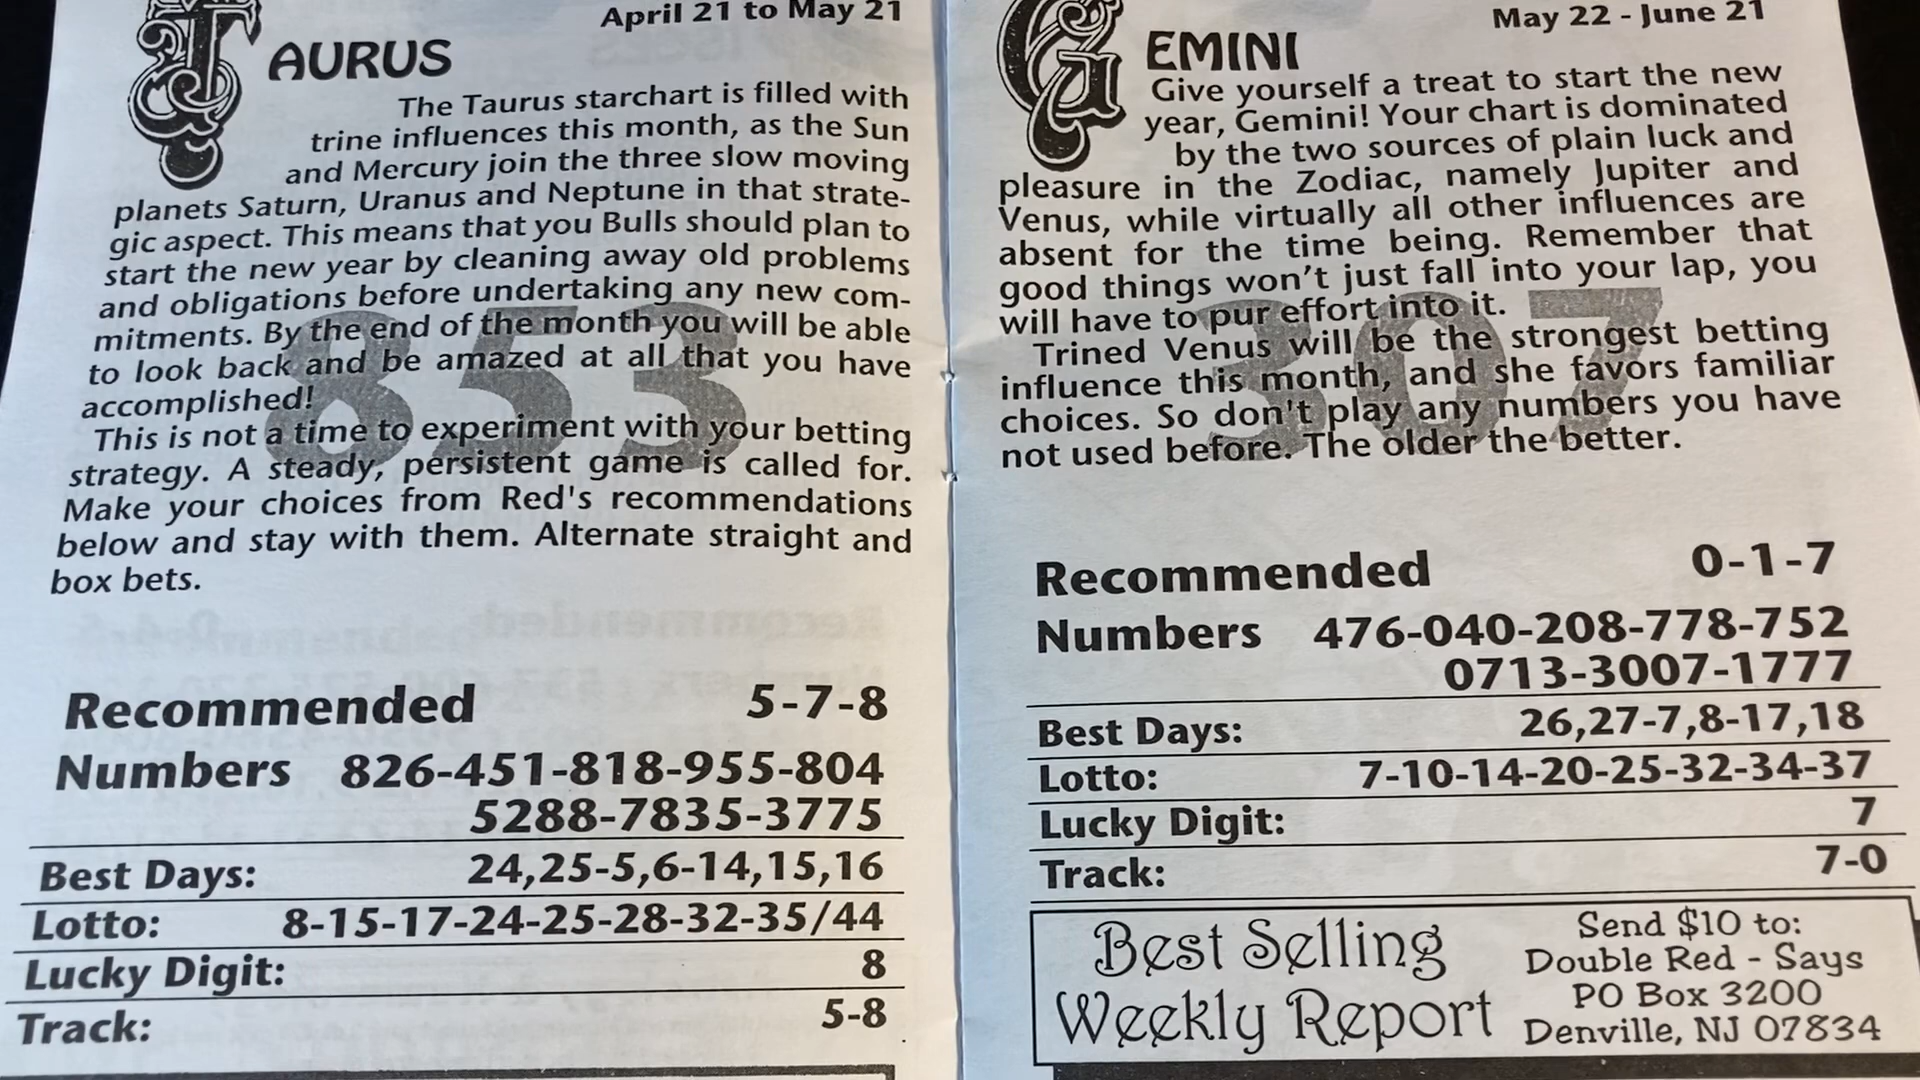 April 21 to May 21
TAURUS
The Taurus starchart is filled with
trine influences this month, as the Sun
and Mercury join the three slow moving
planets Saturn, Uranus and Neptune in that strate-
gic aspect. This means that you Bulls should plan to
start the new year by cleaning away old problems
and obligations before undertaking any new com-
mitments. By the end of the month you will be able
to look back and be amazed at all that you have
accomplished!
853
This is not a time to experiment with your betting
strategy. A steady, persistent game is called for.
Make your choices from Red's recommendations
below and stay with them. Alternate straight and
box bets.
Recommended 5-7-8
Numbers 826-451-818-955-804
5288-7835-3775
Best Days: 24,25-5,6-14,15,16
Lotto: 8-15-17-24-25-28-32-35/44
Lucky Digit: 8
Track: 5-8
May 22 - June 21
GEMINI
Give yourself a treat to start the new
year, Gemini! Your chart is dominated
by the two sources of plain luck and
pleasure in the Zodiac, namely Jupiter and
Venus, while virtually all other influences are
absent for the time being. Remember that
good things won't just fall into your lap, you
will have to pur effort into it.
307
Trined Venus will be the strongest betting
influence this month, and she favors familiar
choices. So don't play any numbers you have
not used before. The older the better.
Recommended 0-1-7
Numbers 476-040-208-778-752
0713-3007-1777
Best Days: 26,27-7,8-17,18
Lotto: 7-10-14-20-25-32-34-37
Lucky Digit: 7
Track: 7-0
Best Selling
Weekly Report
Send $10 to:
Double Red - Says
PO Box 3200
Denville, NJ 07834